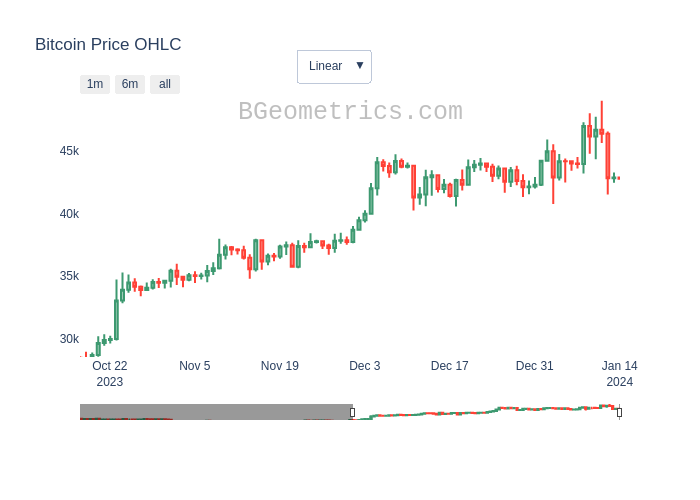 Bitcoin Price OHLC
Linear ▼
1m 6m all
BGeometrics.com
45k
40k
35k
30k
Oct 22 Nov 5 Nov 19 Dec 3 Dec 17 Dec 31 Jan 14
2023 2024